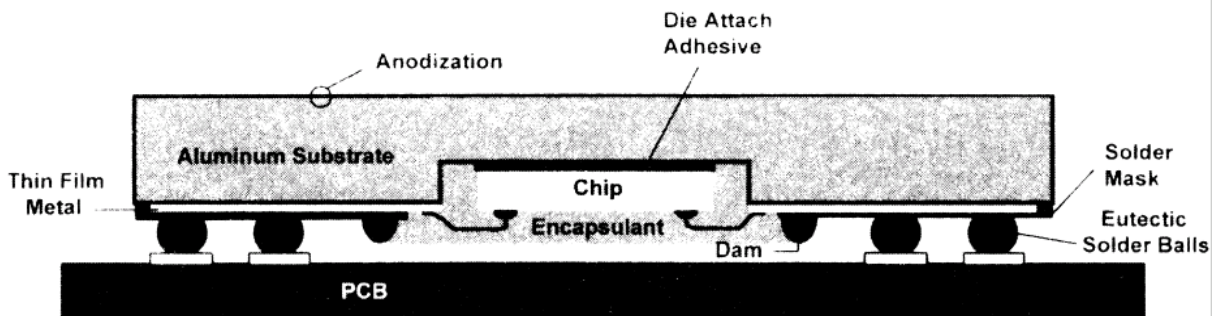 Die Attach
Adhesive
Anodization
Aluminum Substrate
Solder
Mask
Thin Film
Metal
Chip
Encapsulant
Eutectic
Solder Balls
Dam
PCB